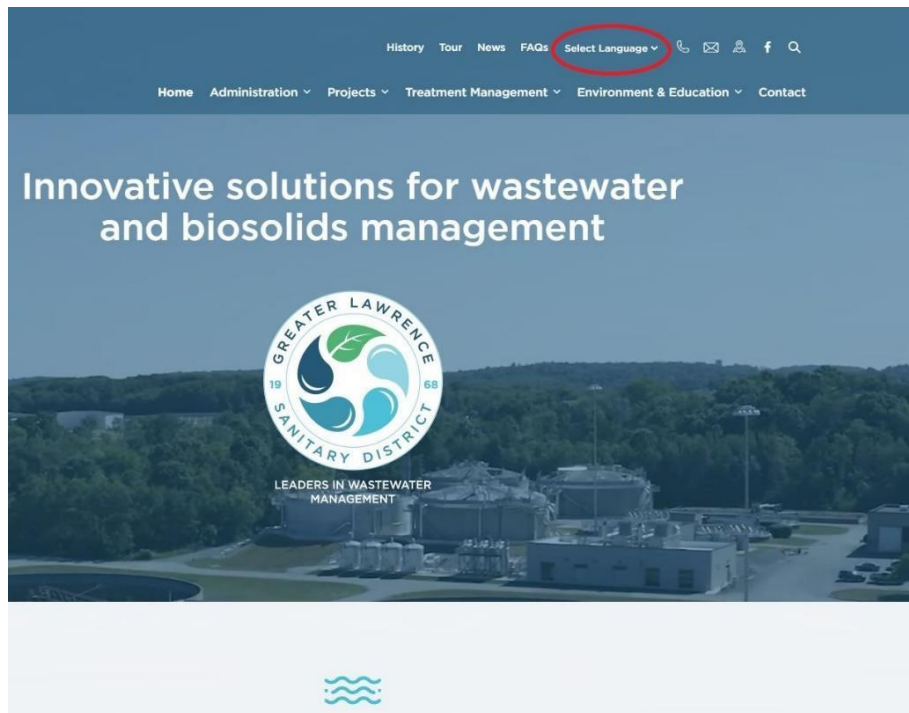 History Tour News FAQs Select Language
Home Administration Projects Treatment Management Environment & Education Contact
Innovative solutions for wastewater
and biosolids management
GREATER LAWRENCE
19 68
SANITARY DISTRICT
LEADERS IN WASTEWATER
MANAGEMENT